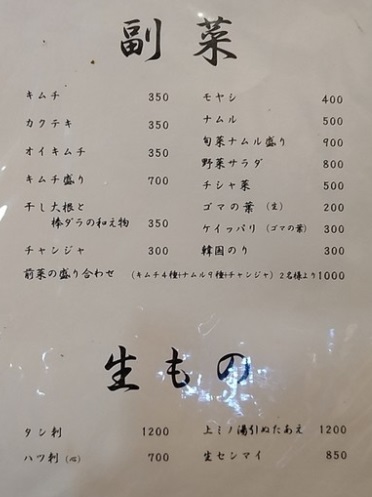 副菜
キムチ 350
カクテキ 350
オイキムチ 350
キムチ盛り 700
干し大根と
棒ダラの和え物 350
チャンジャ 300
モヤシ 400
ナムル 500
旬菜ナムル盛り 900
野菜サラダ 800
チシャ菜 500
ゴマの葉(生) 200
ケイッパリ(ゴマの葉) 300
韓国のり 300
前菜の盛り合わせ (キムチ4種+ナムル9種+チャンジャ) 2名様より1000
生もの
タン刺 1200
ハツ刺(心) 700
上ミノ湯引ぬたあえ 1200
生センマイ 850